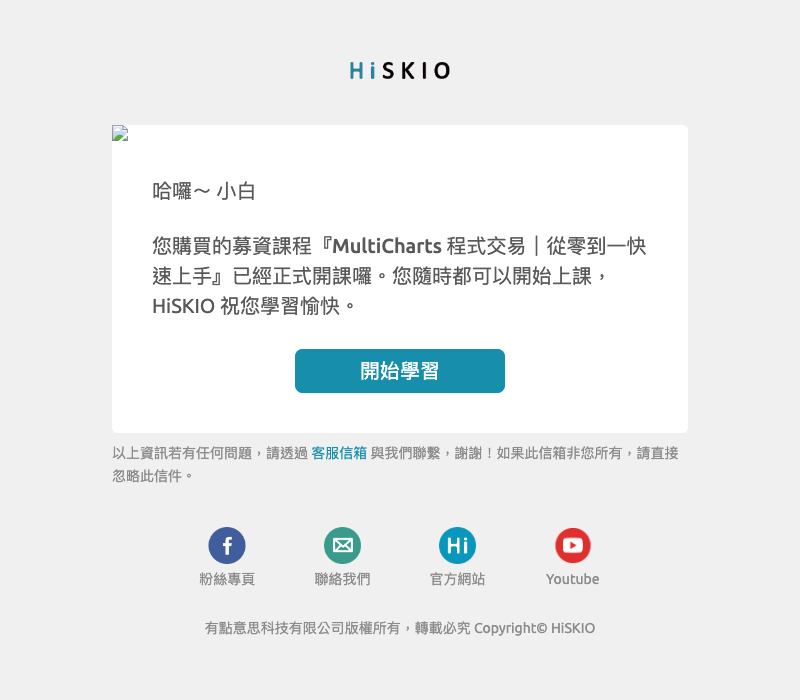 HiSKIO
哈囉～ 小白
您購買的募資課程『MultiCharts 程式交易｜從零到一快
速上手』已經正式開課囉。您隨時都可以開始上課，
HiSKIO 祝您學習愉快。
開始學習
以上資訊若有任何問題，請透過 客服信箱 與我們聯繫，謝謝！如果此信箱非您所有，請直接
忽略此信件。
f Hi
粉絲專頁 聯絡我們 官方網站 Youtube
有點意思科技有限公司版權所有，轉載必究 Copyright© HiSKIO